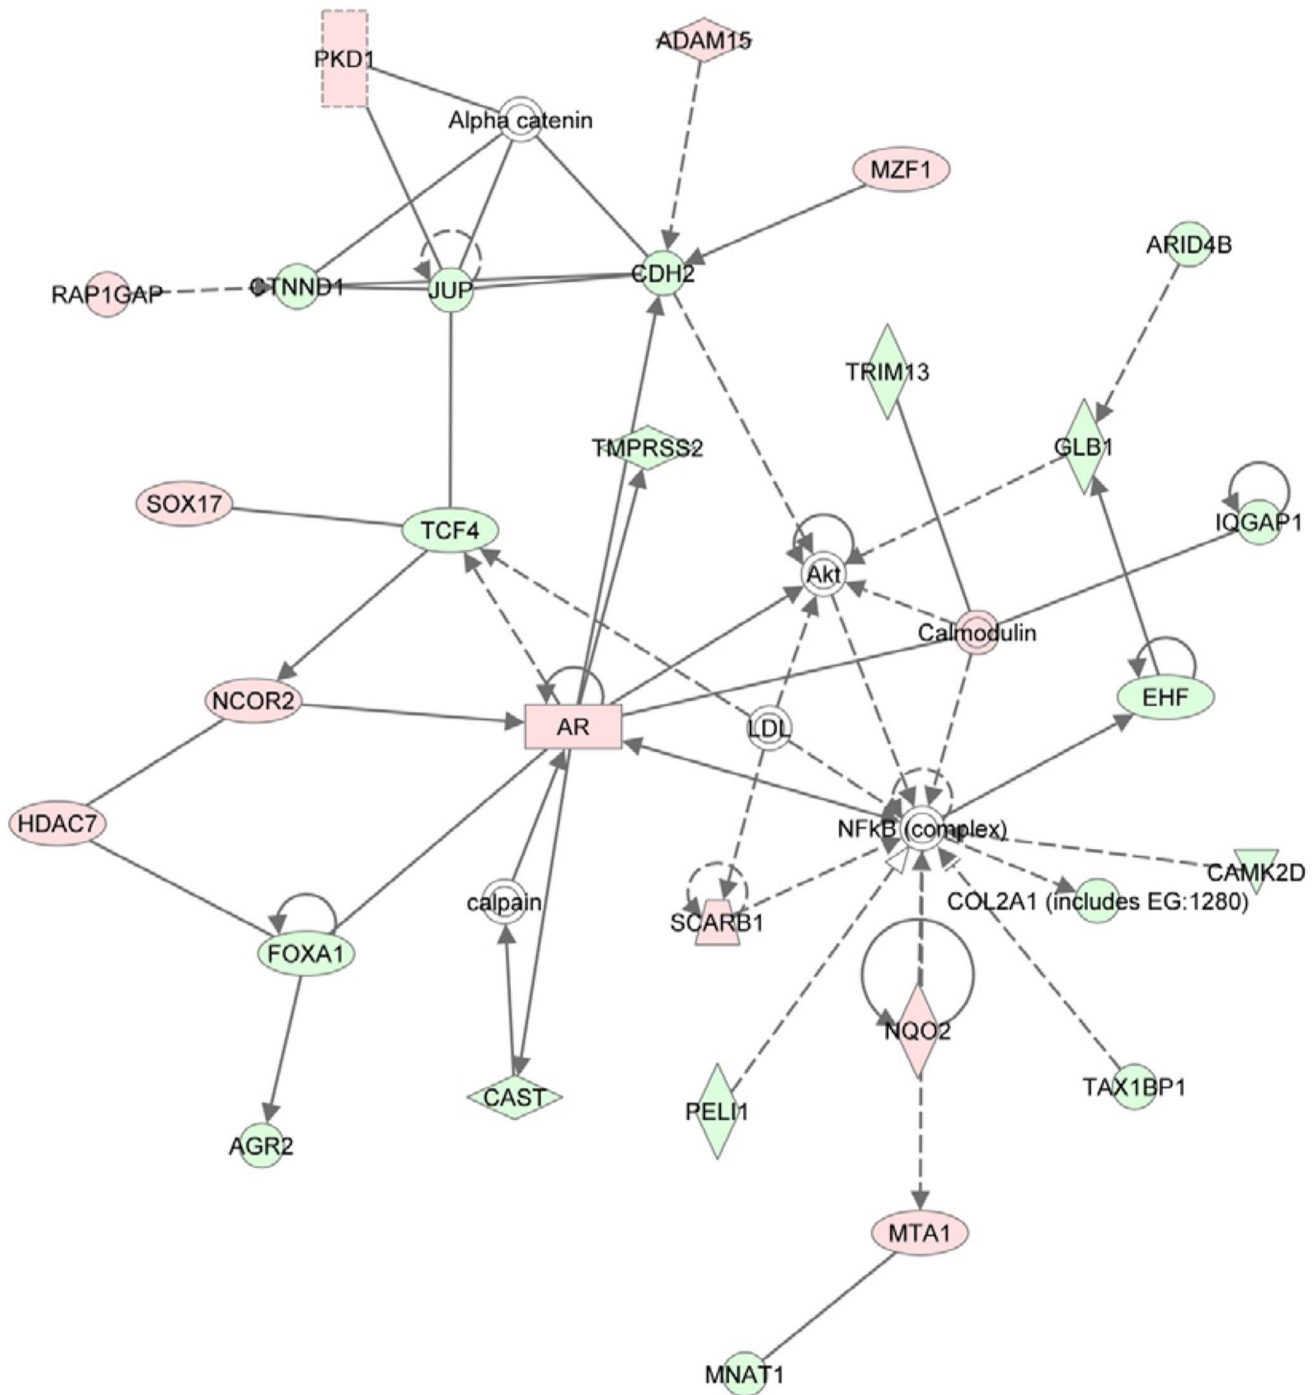 ADAM15
PKD1
Alpha catenin
MZF1
ARID4B
CDH2
CTNND1
JUP
RAP1GAP
TRIM13
TMPRSS2
GLB1
SOX17
IQGAP1
TCF4
Akt
Calmodulin
NCOR2
EHF
AR
LDL
HDAC7
NFkB (complex)
CAMK2D
calpain
COL2A1 (includes EG:1280)
SCARB1
FOXA1
NQO2
TAX1BP1
CAST
PELI1
AGR2
MTA1
MNAT1